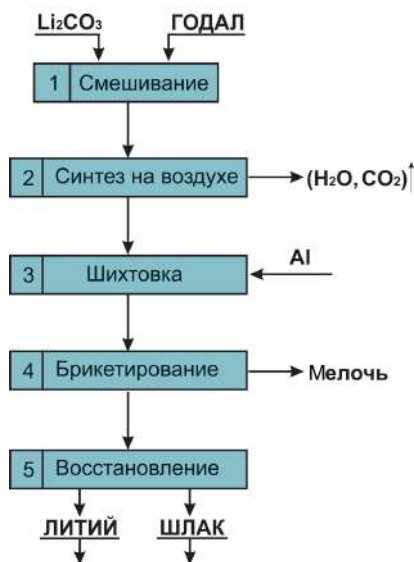 Li₂CO₃ ГОДАЛ
1 Смешивание
2 Синтез на воздухе (H₂O, CO₂)↑
Al
3 Шихтовка
4 Брикетирование Мелочь
5 Восстановление
ЛИТИЙ ШЛАК